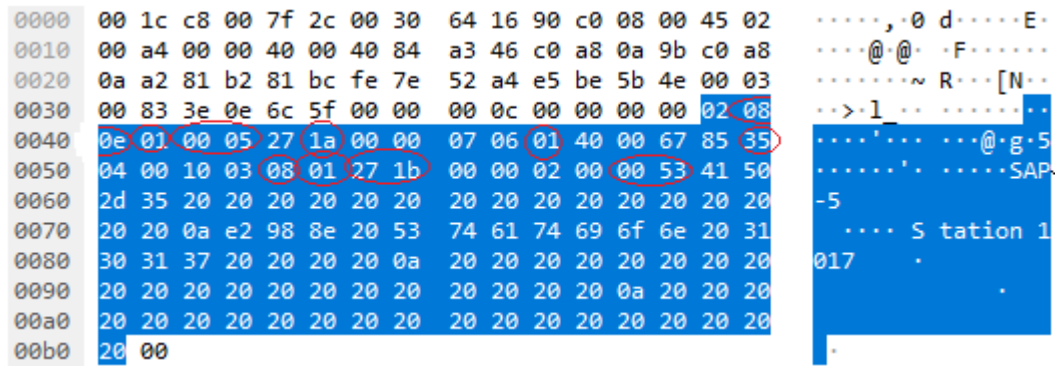 0000 00 1c c8 00 7f 2c 00 30 64 16 90 c0 08 00 45 02 ·····,·0 d·····E·
0010 00 a4 00 00 40 00 40 84 a3 46 c0 a8 0a 9b c0 a8 ····@·@· ·F······
0020 0a a2 81 b2 81 bc fe 7e 52 a4 e5 be 5b 4e 00 03 ·······~ R···[N··
0030 00 83 3e 0e 6c 5f 00 00 00 0c 00 00 00 00 02 08 ··>·l_·· ········
0040 0e 01 00 05 27 1a 00 00 07 06 01 40 00 67 85 35 ····'··· ···@·g·5
0050 04 00 10 03 08 01 27 1b 00 00 02 00 00 53 41 50 ······'· ·····SAP
0060 2d 35 20 20 20 20 20 20 20 20 20 20 20 20 20 20 -5
0070 20 20 0a e2 98 8e 20 53 74 61 74 69 6f 6e 20 31 ···· S tation 1
0080 30 31 37 20 20 20 20 0a 20 20 20 20 20 20 20 20 017 ·
0090 20 20 20 20 20 20 20 20 20 20 20 20 0a 20 20 20 ·
00a0 20 20 20 20 20 20 20 20 20 20 20 20 20 20 20 20
00b0 20 00 ·